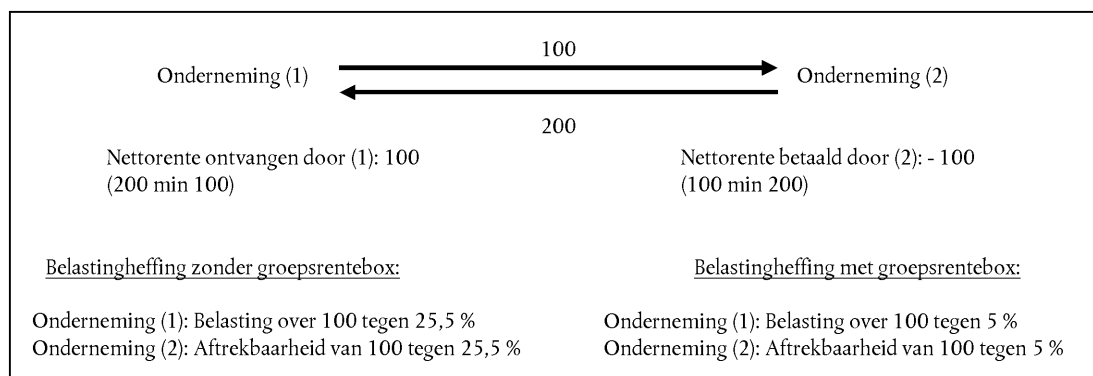 100
Onderneming (1)
Onderneming (2)
200
Nettorente ontvangen door (1): 100
(200 min 100)
Nettorente betaald door (2): - 100
(100 min 200)
Belastingheffing zonder groepsrentebox:
Onderneming (1): Belasting over 100 tegen 25,5 %
Onderneming (2): Aftrekbaarheid van 100 tegen 25,5 %
Belastingheffing met groepsrentebox:
Onderneming (1): Belasting over 100 tegen 5 %
Onderneming (2): Aftrekbaarheid van 100 tegen 5 %